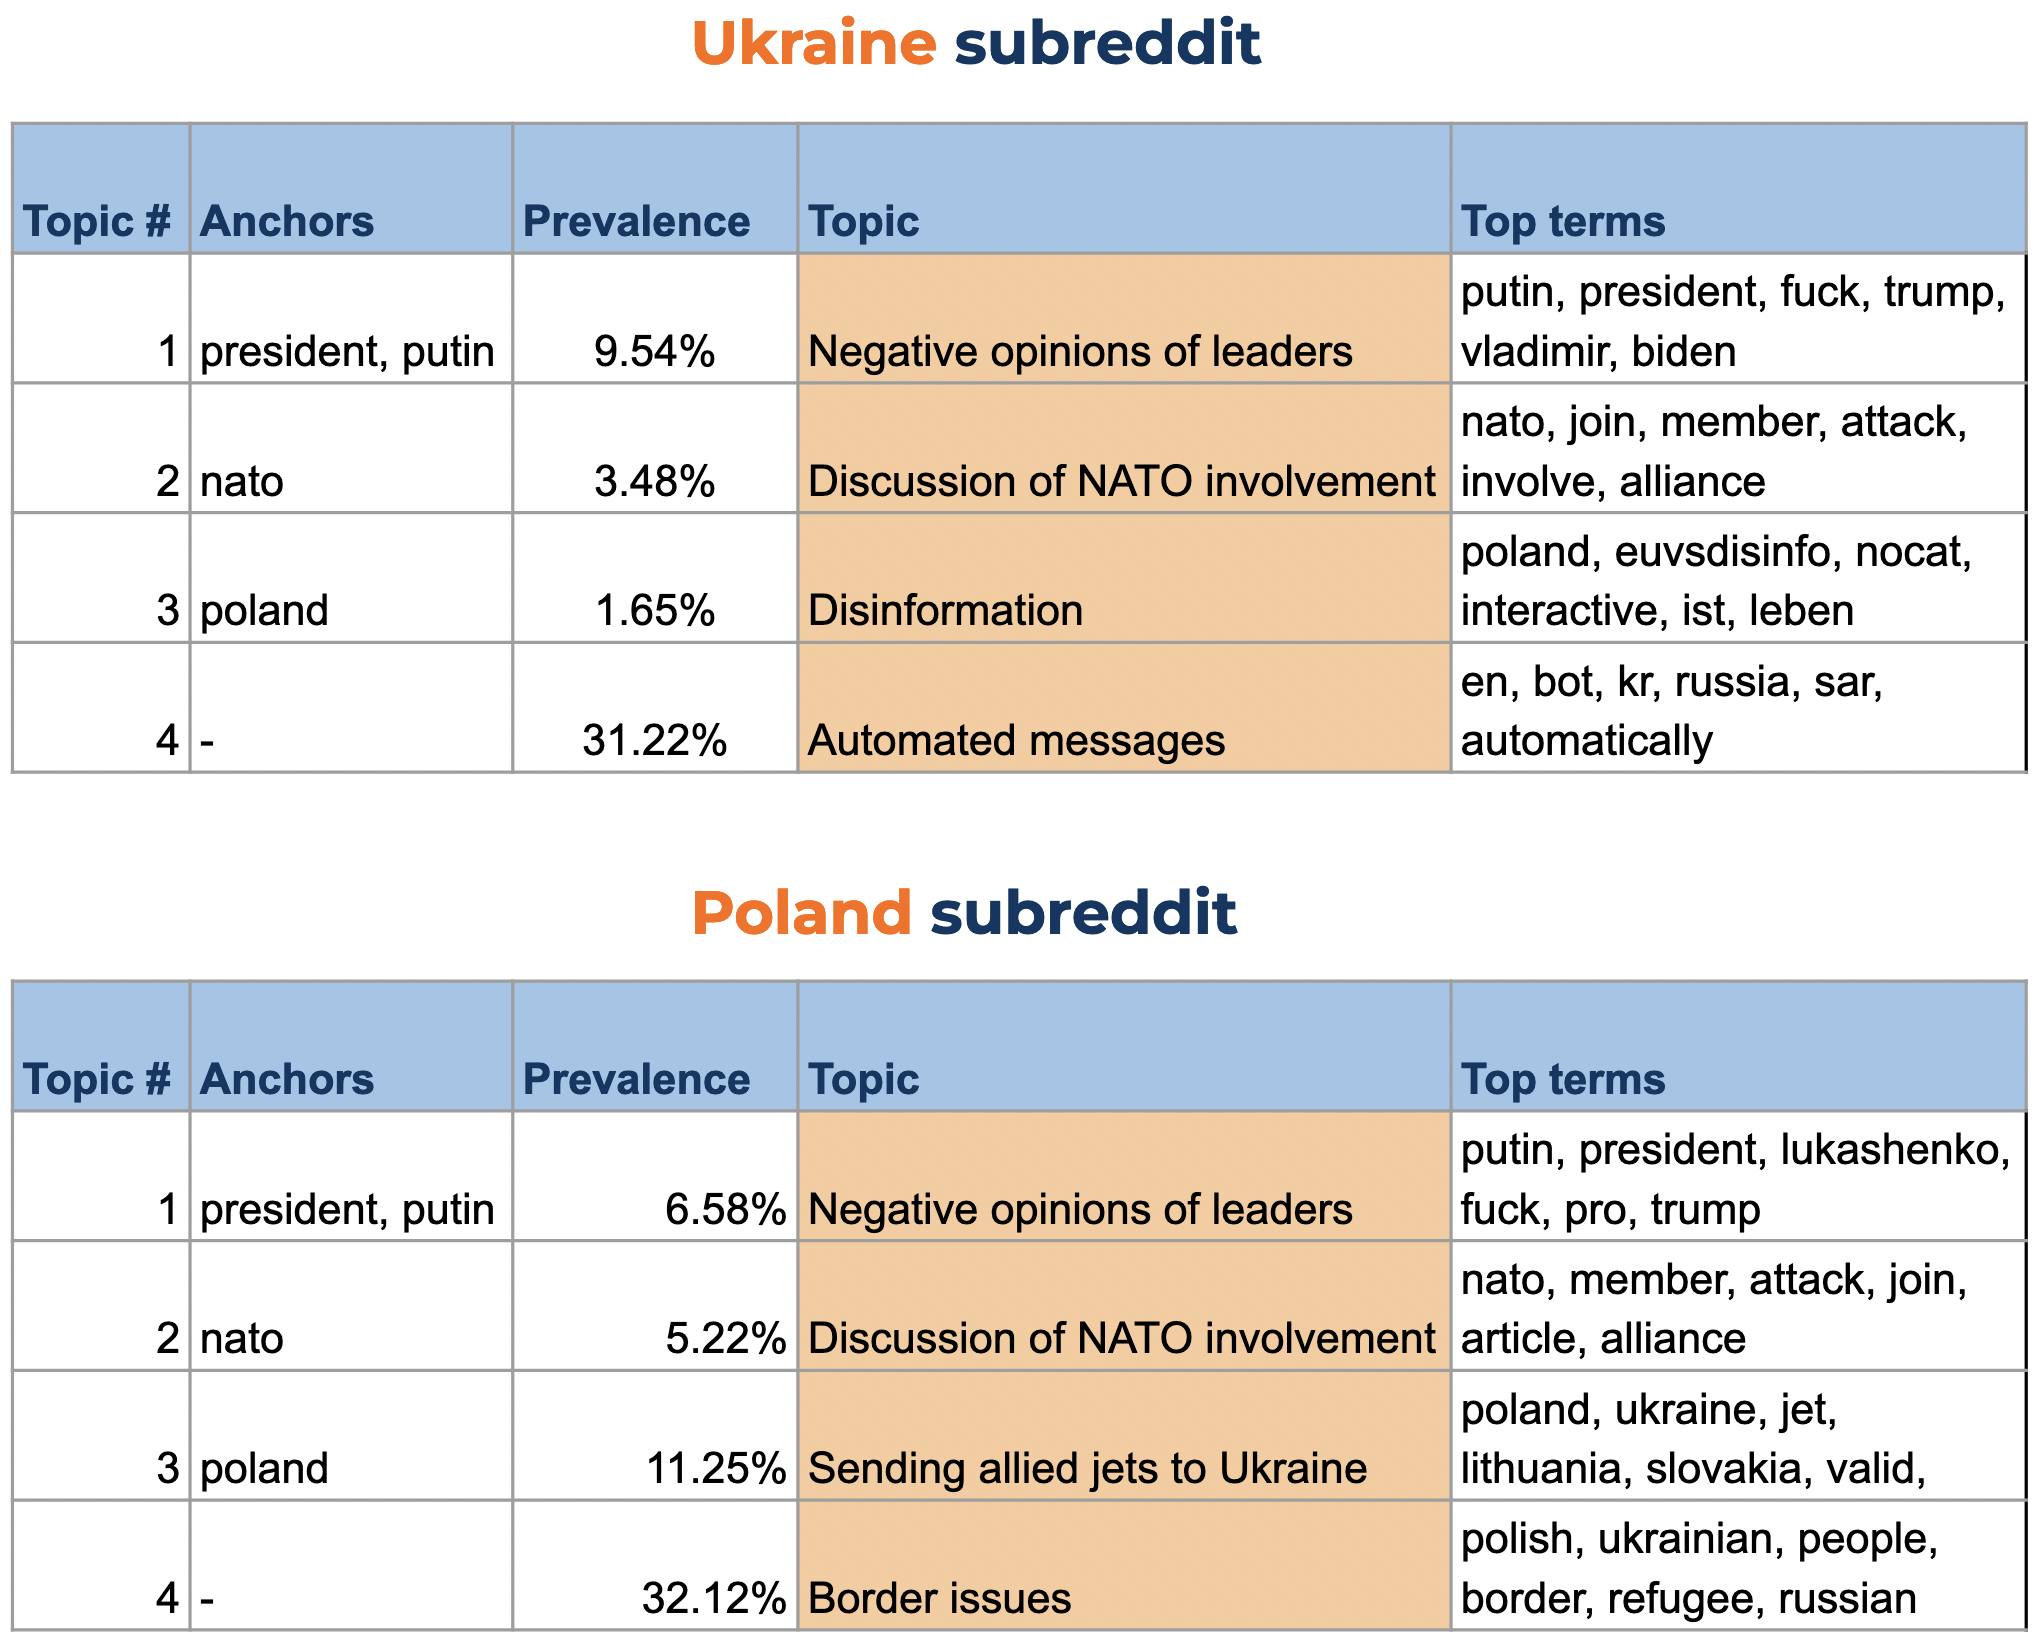 Ukraine subreddit
Topic # Anchors Prevalence Topic Top terms
putin, president, fuck, trump,
1 president, putin 9.54% Negative opinions of leaders vladimir, biden
nato, join, member, attack,
2 nato 3.48% Discussion of NATO involvement involve, alliance
poland, euvsdisinfo, nocat,
3 poland 1.65% Disinformation interactive, ist, leben
en, bot, kr, russia, sar,
4 - 31.22% Automated messages automatically
Poland subreddit
Topic # Anchors Prevalence Topic Top terms
putin, president, lukashenko,
1 president, putin 6.58% Negative opinions of leaders fuck, pro, trump
nato, member, attack, join,
2 nato 5.22% Discussion of NATO involvement article, alliance
poland, ukraine, jet,
3 poland 11.25% Sending allied jets to Ukraine lithuania, slovakia, valid,
polish, ukrainian, people,
4 - 32.12% Border issues border, refugee, russian